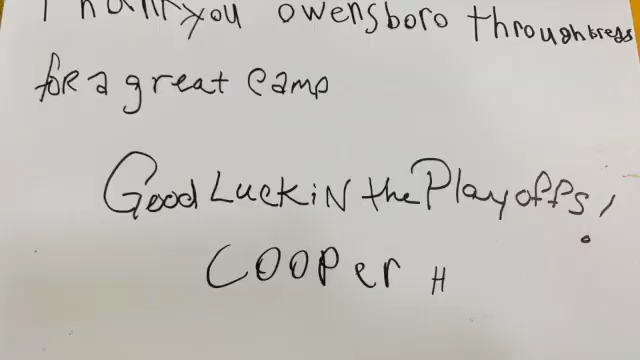 Thank you owensboro throughbreds
for a great camp
Good Luck in the Playoffs!
COOPer H